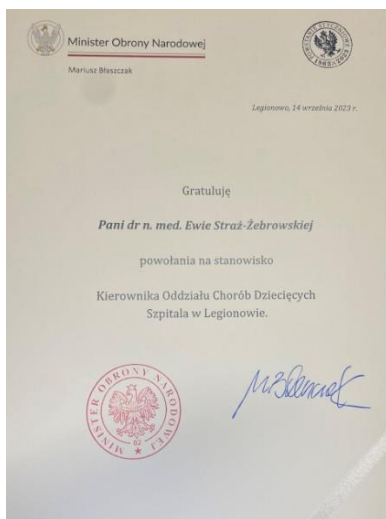 Minister Obrony Narodowej
Mariusz Błaszczak
Legionowo, 14 września 2023 r.
Gratuluję
Pani dr n. med. Ewie Straż-Żebrowskiej
powołania na stanowisko
Kierownika Oddziału Chorób Dziecięcych
Szpitala w Legionowie.
MINISTER OBRONY NARODOWEJ
62